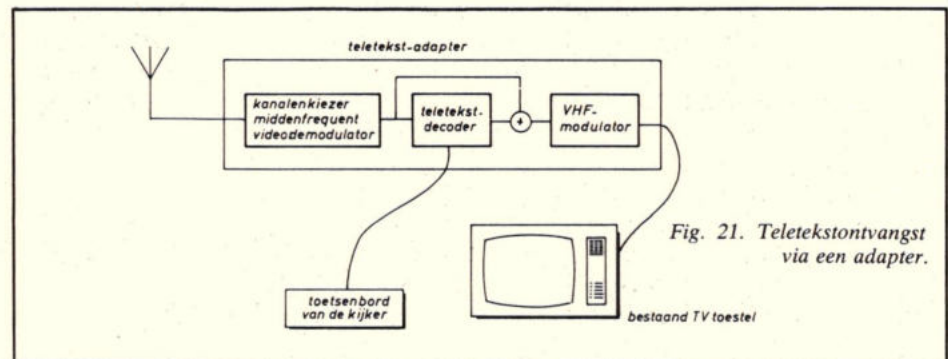 teletekst-adapter
kanalenkiezer
middenfrequent
videodemodulator
teletekst-
decoder
+
VHF-
modulator
Fig. 21. Teletekstontvangst
via een adapter.
toetsenbord
van de kijker
bestaand TV toestel